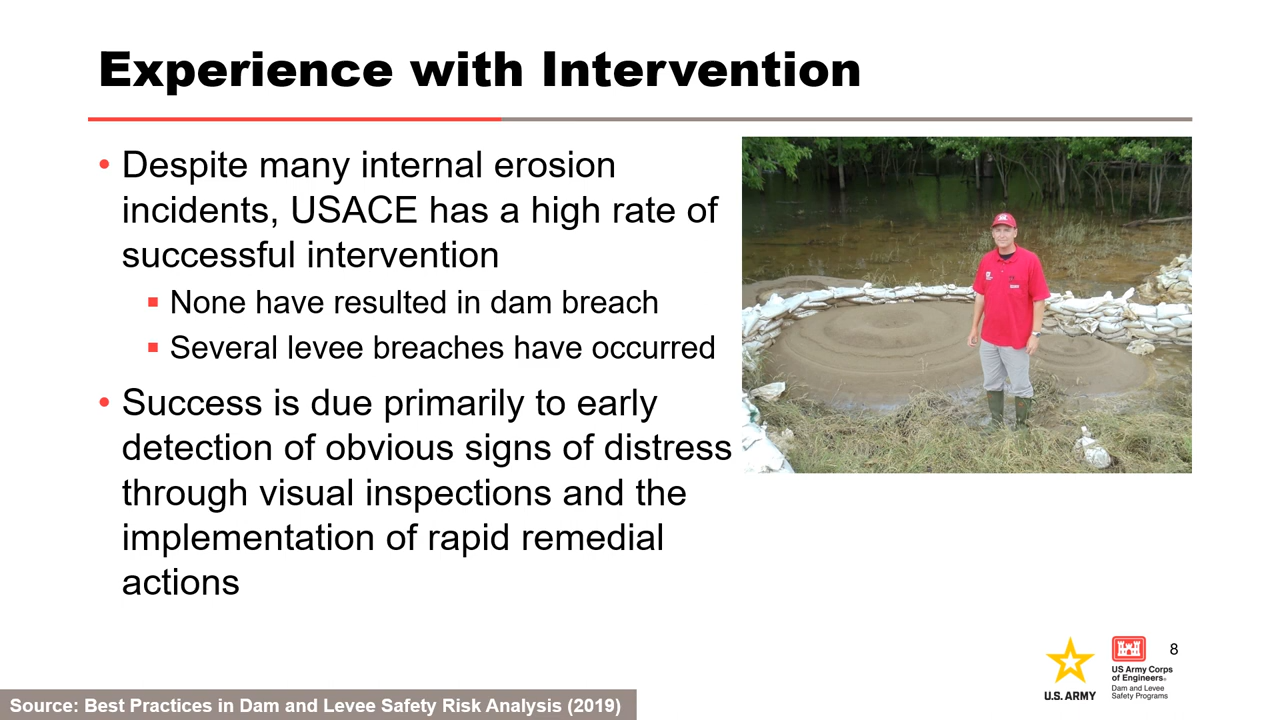 Experience with Intervention
• Despite many internal erosion
incidents, USACE has a high rate of
successful intervention
▪ None have resulted in dam breach
▪ Several levee breaches have occurred
• Success is due primarily to early
detection of obvious signs of distress
through visual inspections and the
implementation of rapid remedial
actions
8
U.S. ARMY
US Army Corps
of Engineers®
Dam and Levee
Safety Programs
Source: Best Practices in Dam and Levee Safety Risk Analysis (2019)